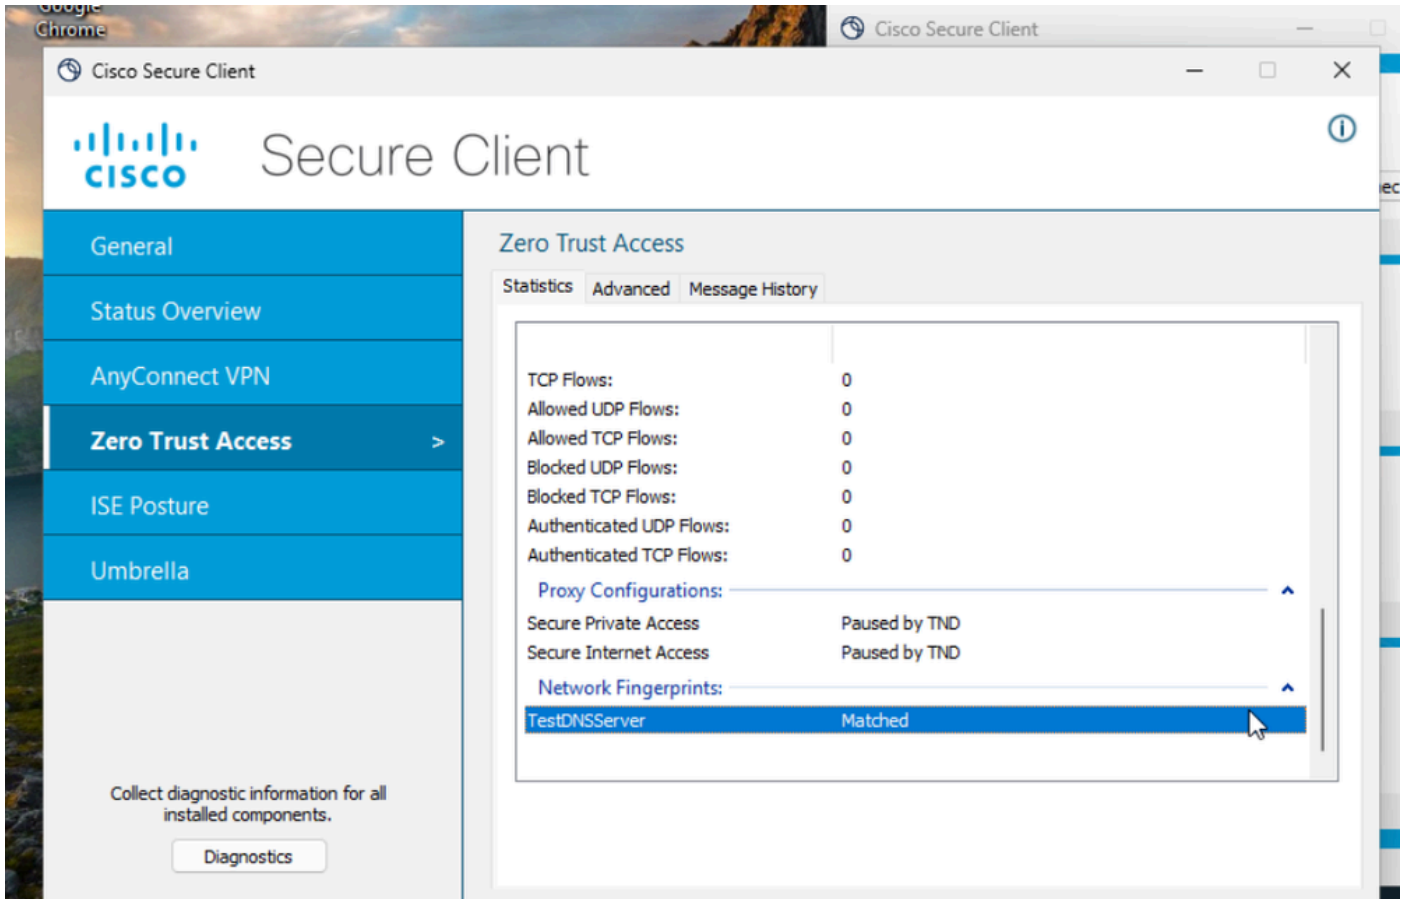 Google
Chrome
Cisco Secure Client
Cisco Secure Client
CISCO
Secure Client
General
Status Overview
AnyConnect VPN
Zero Trust Access >
ISE Posture
Umbrella
Collect diagnostic information for all
installed components.
Diagnostics
Zero Trust Access
Statistics Advanced Message History
TCP Flows: 0
Allowed UDP Flows: 0
Allowed TCP Flows: 0
Blocked UDP Flows: 0
Blocked TCP Flows: 0
Authenticated UDP Flows: 0
Authenticated TCP Flows: 0
Proxy Configurations:
Secure Private Access Paused by TND
Secure Internet Access Paused by TND
Network Fingerprints:
TestDNSServer Matched